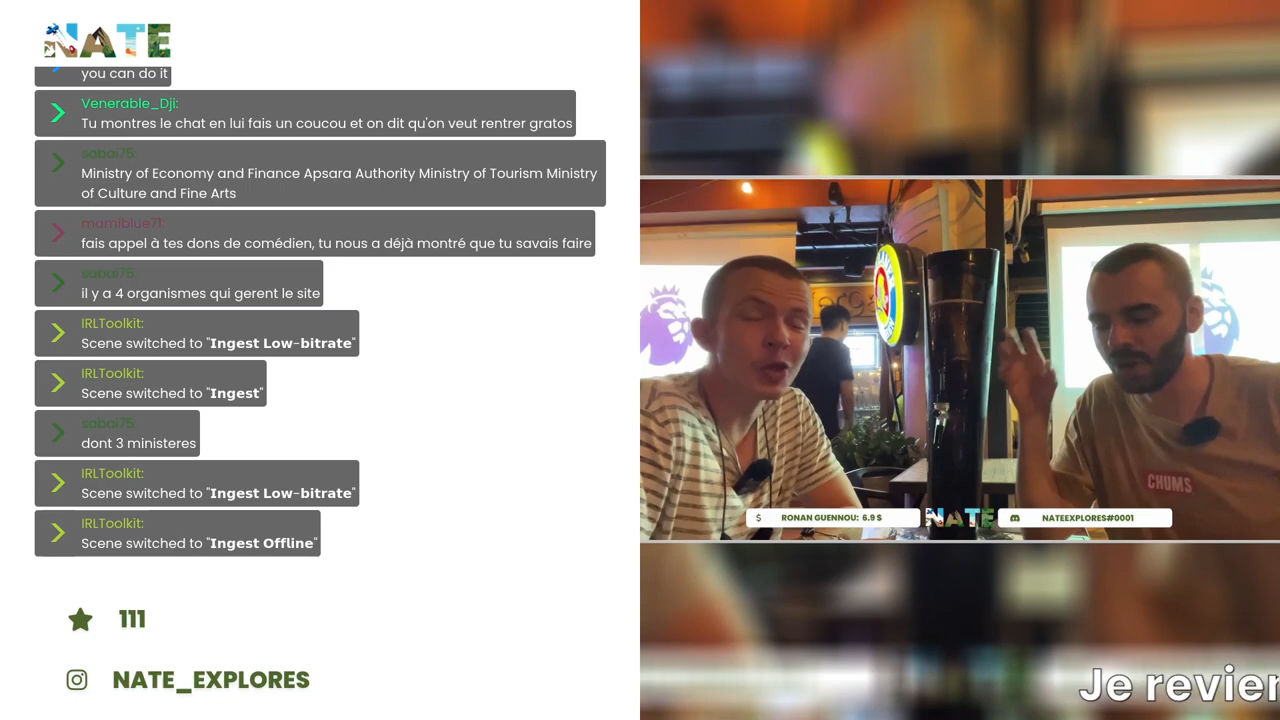 NATE
you can do it
Venerable_Dji:
Tu montres le chat en lui fais un coucou et on dit qu'on veut rentrer gratos
sabai75:
Ministry of Economy and Finance Apsara Authority Ministry of Tourism Ministry
of Culture and Fine Arts
mamiblue71:
fais appel à tes dons de comédien, tu nous a déjà montré que tu savais faire
sabai75:
il y a 4 organismes qui gerent le site
IRLToolkit:
Scene switched to "Ingest Low-bitrate"
IRLToolkit:
Scene switched to "Ingest"
sabai75:
dont 3 ministeres
IRLToolkit:
Scene switched to "Ingest Low-bitrate"
IRLToolkit:
Scene switched to "Ingest Offline"
111
NATE_EXPLORES
CHUMS
$ RONAN GUENNOU: 6.9 $
NATE
NATEEXPLORES#0001
Je revien